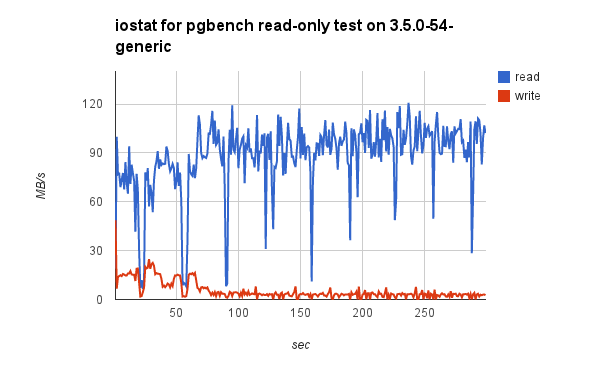 iostat for pgbench read-only test on 3.5.0-54-
generic
read
write
120
90
60
30
0
MB/s
50
100
150
200
250
sec